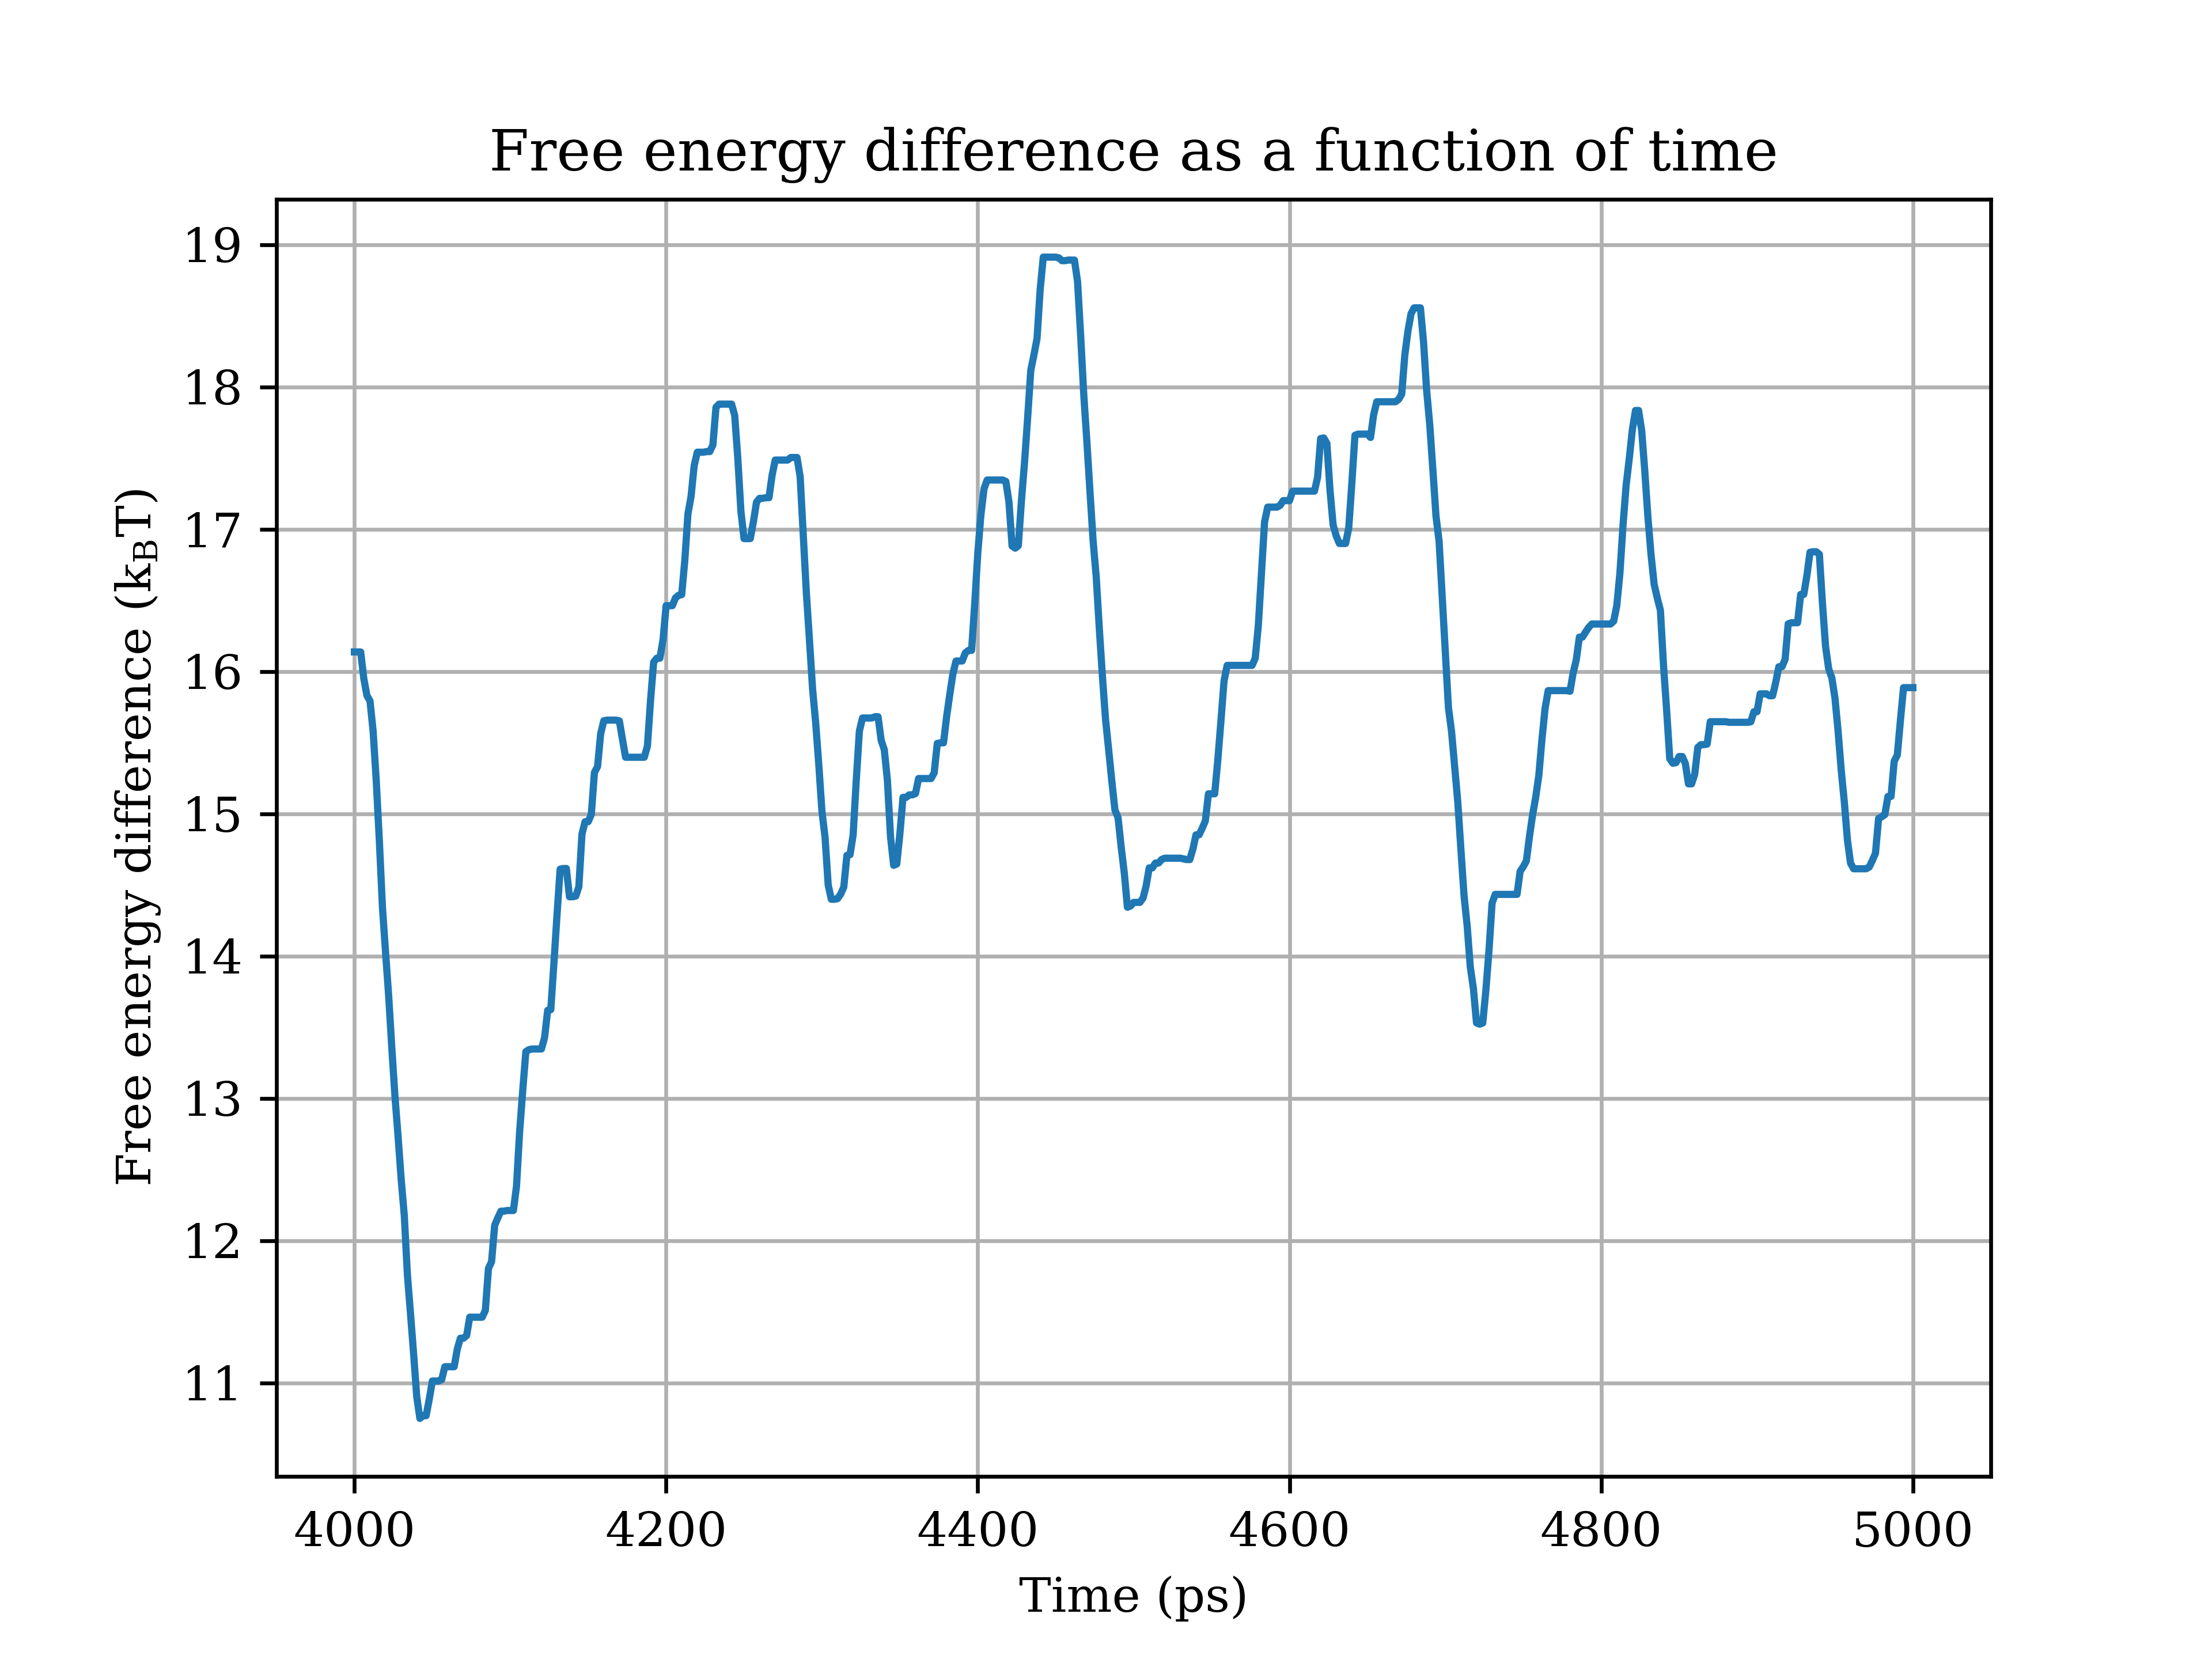 Free energy difference as a function of time
Free energy difference (k_BT)
19
18
17
16
15
14
13
12
11
4000 4200 4400 4600 4800 5000
Time (ps)